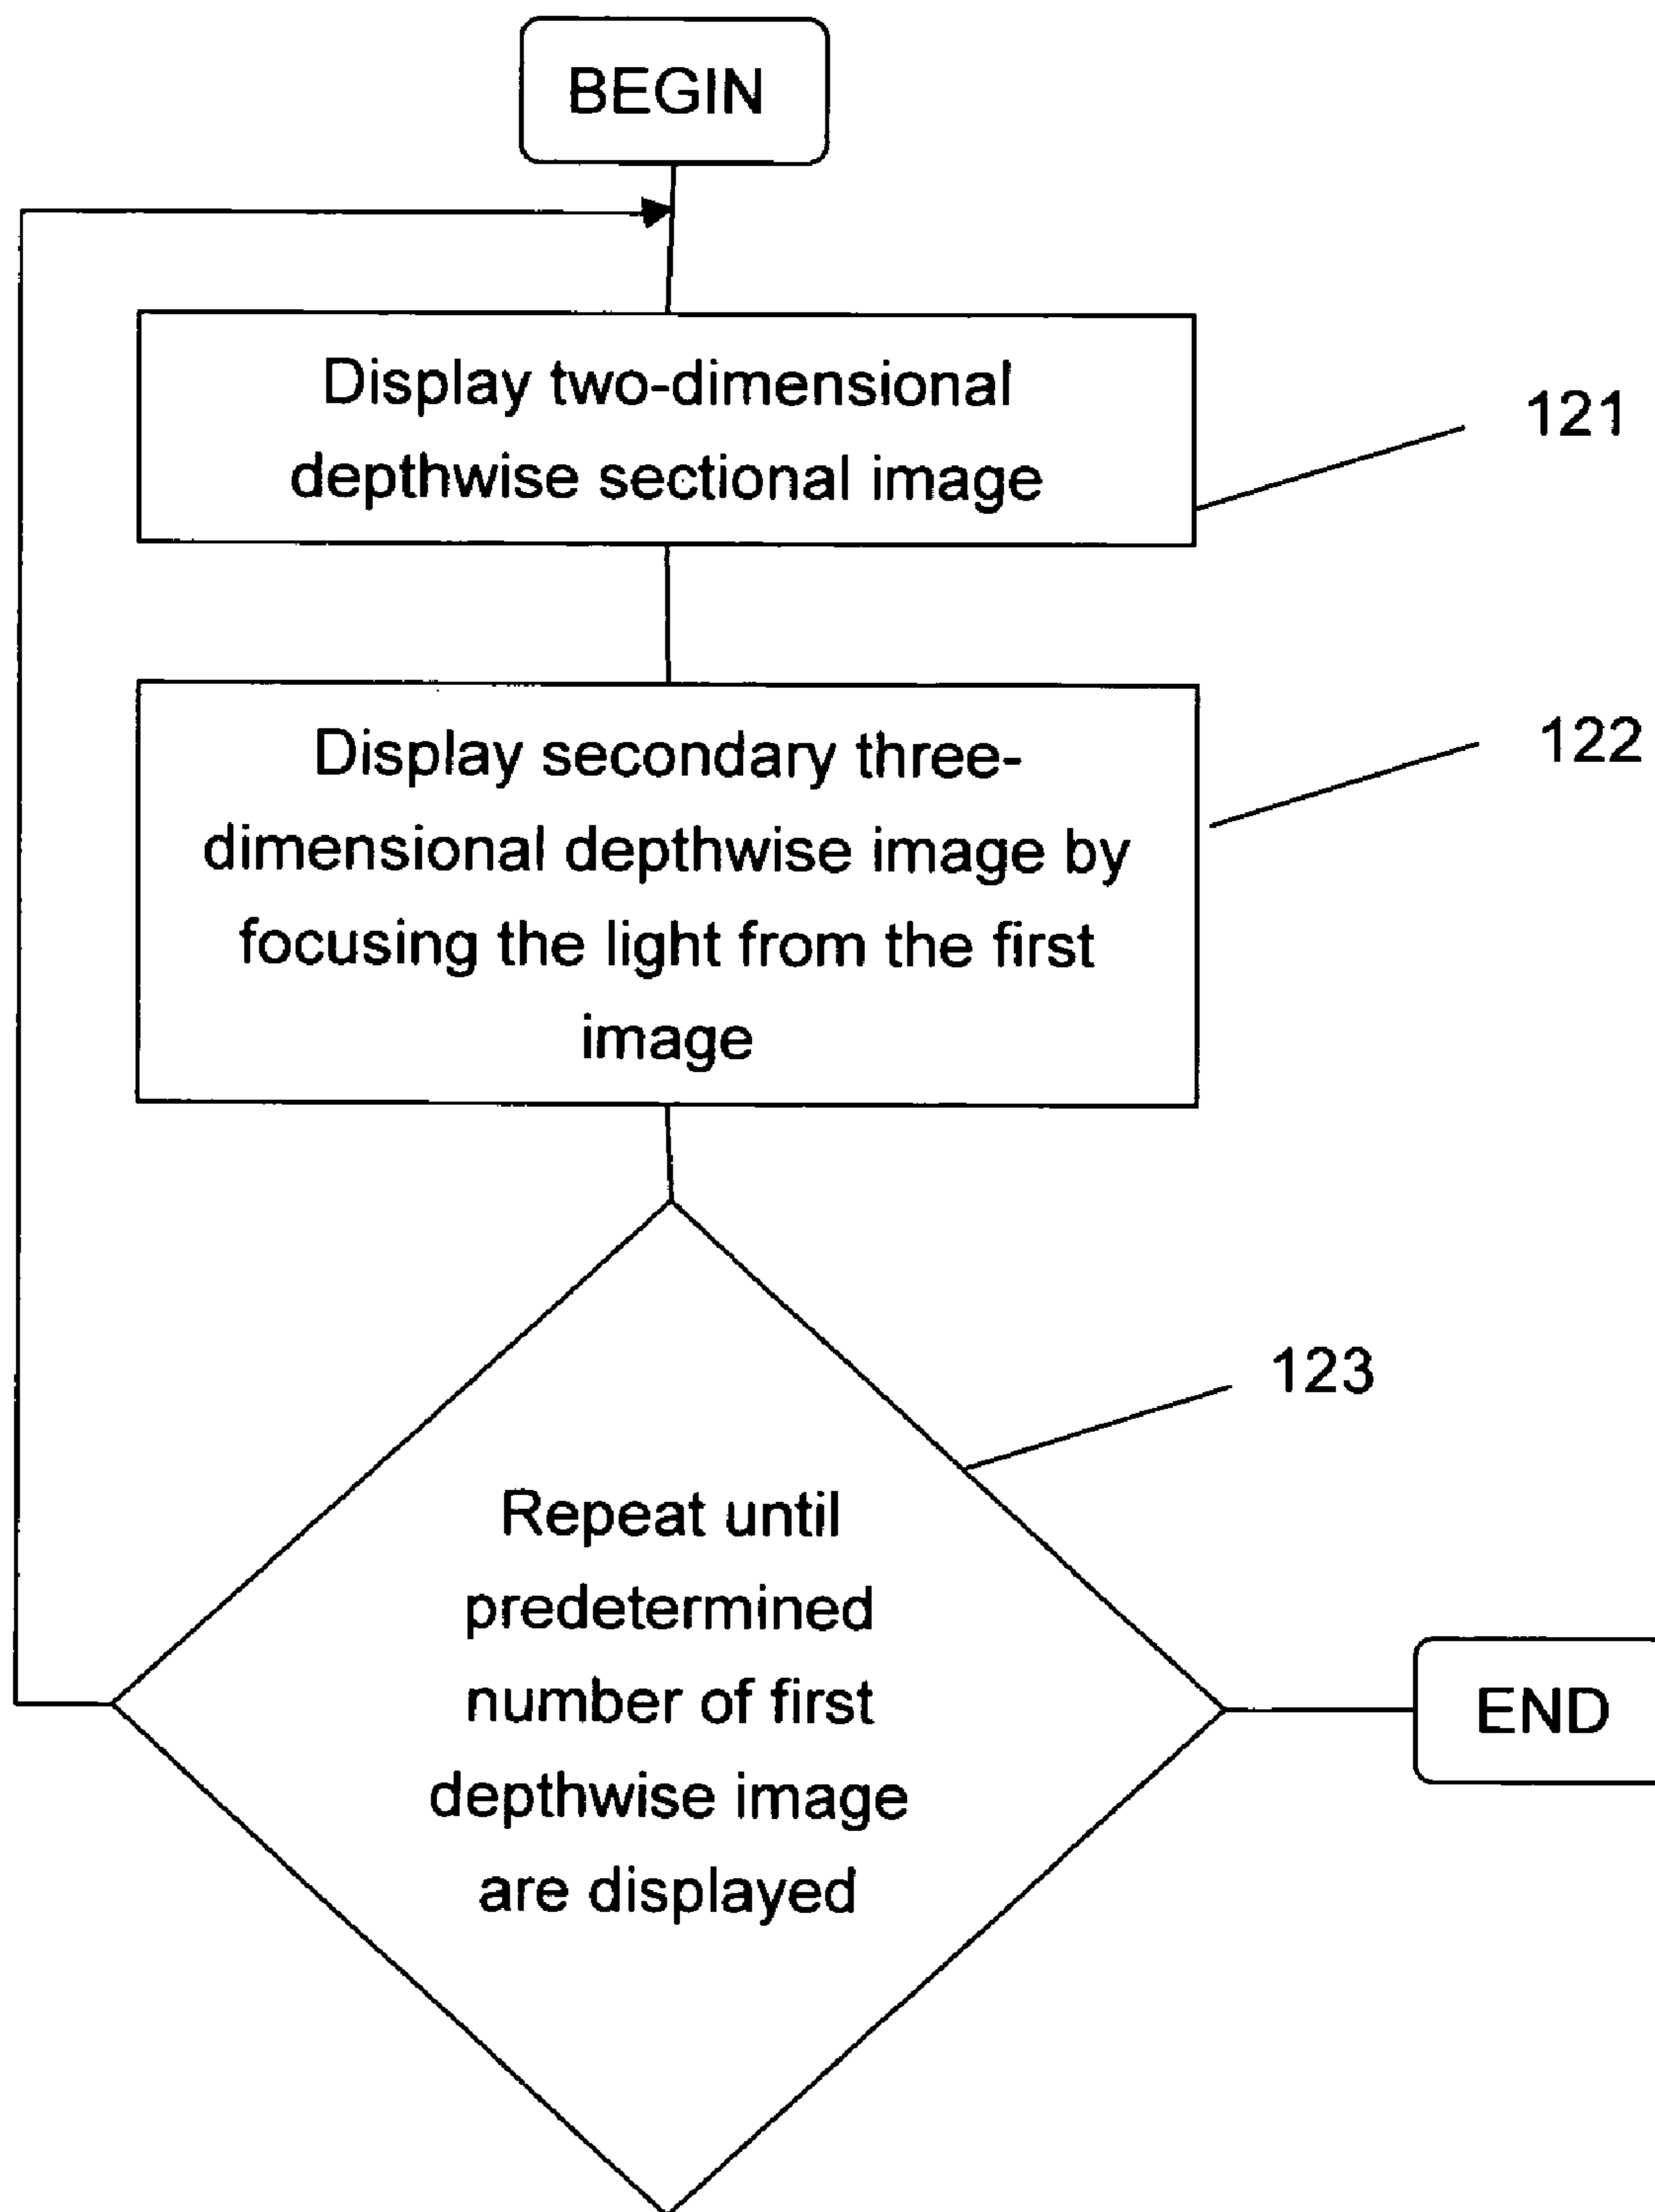 BEGIN
Display two-dimensional
depthwise sectional image
121
Display secondary three-
dimensional depthwise image by
focusing the light from the first
image
122
123
Repeat until
predetermined
number of first
depthwise image
are displayed
END